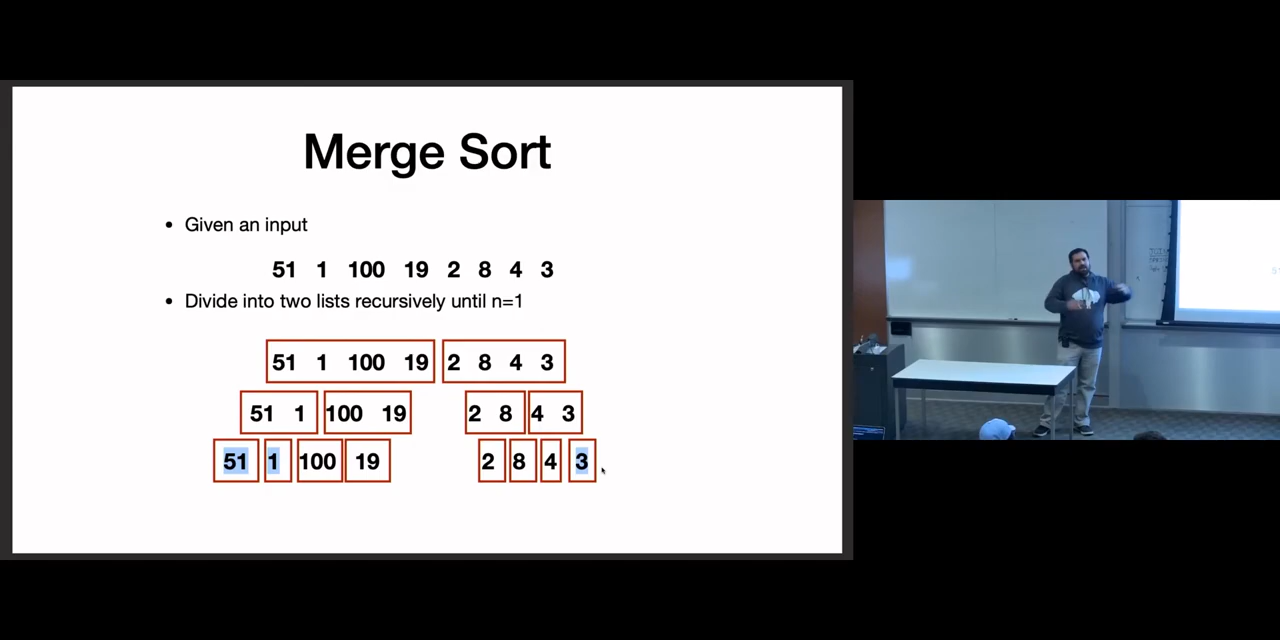 Merge Sort
• Given an input
51 1 100 19 2 8 4 3
• Divide into two lists recursively until n=1
51 1 100 19 2 8 4 3
51 1 100 19 2 8 4 3
51 1 100 19 2 8 4 3